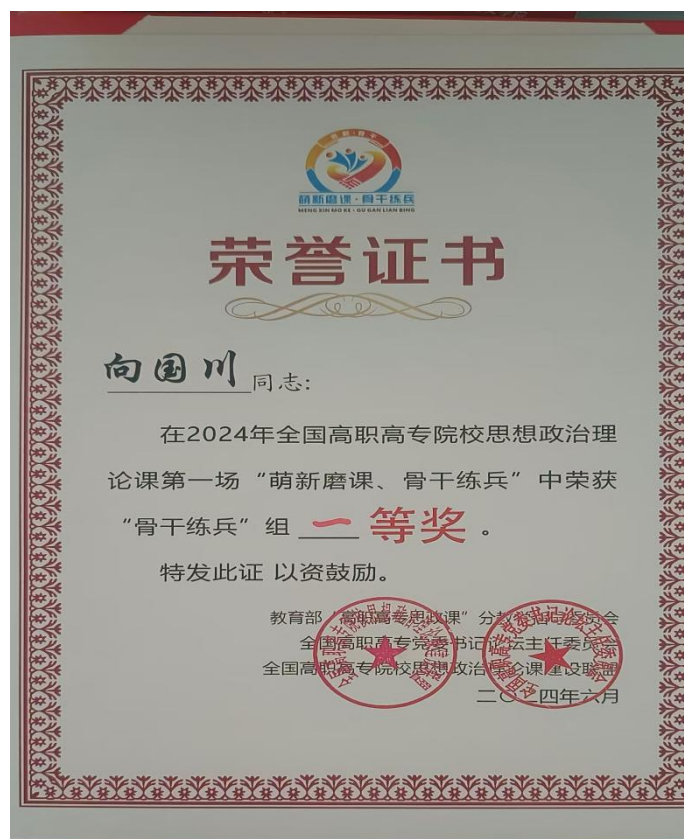 萌新磨课·骨干练兵
MENG XIN MO KE·GU GAN LIAN BING
荣誉证书
向国川同志:
在2024年全国高职高专院校思想政治理
论课第一场“萌新磨课、骨干练兵”中荣获
“骨干练兵”组 一等奖。
特发此证 以资鼓励。
教育部“高职高专思政课”分教学指导委员会
全国高职高专党委书记论坛主任委员会
全国高职高专院校思想政治理论课建设联盟
二〇二四年六月